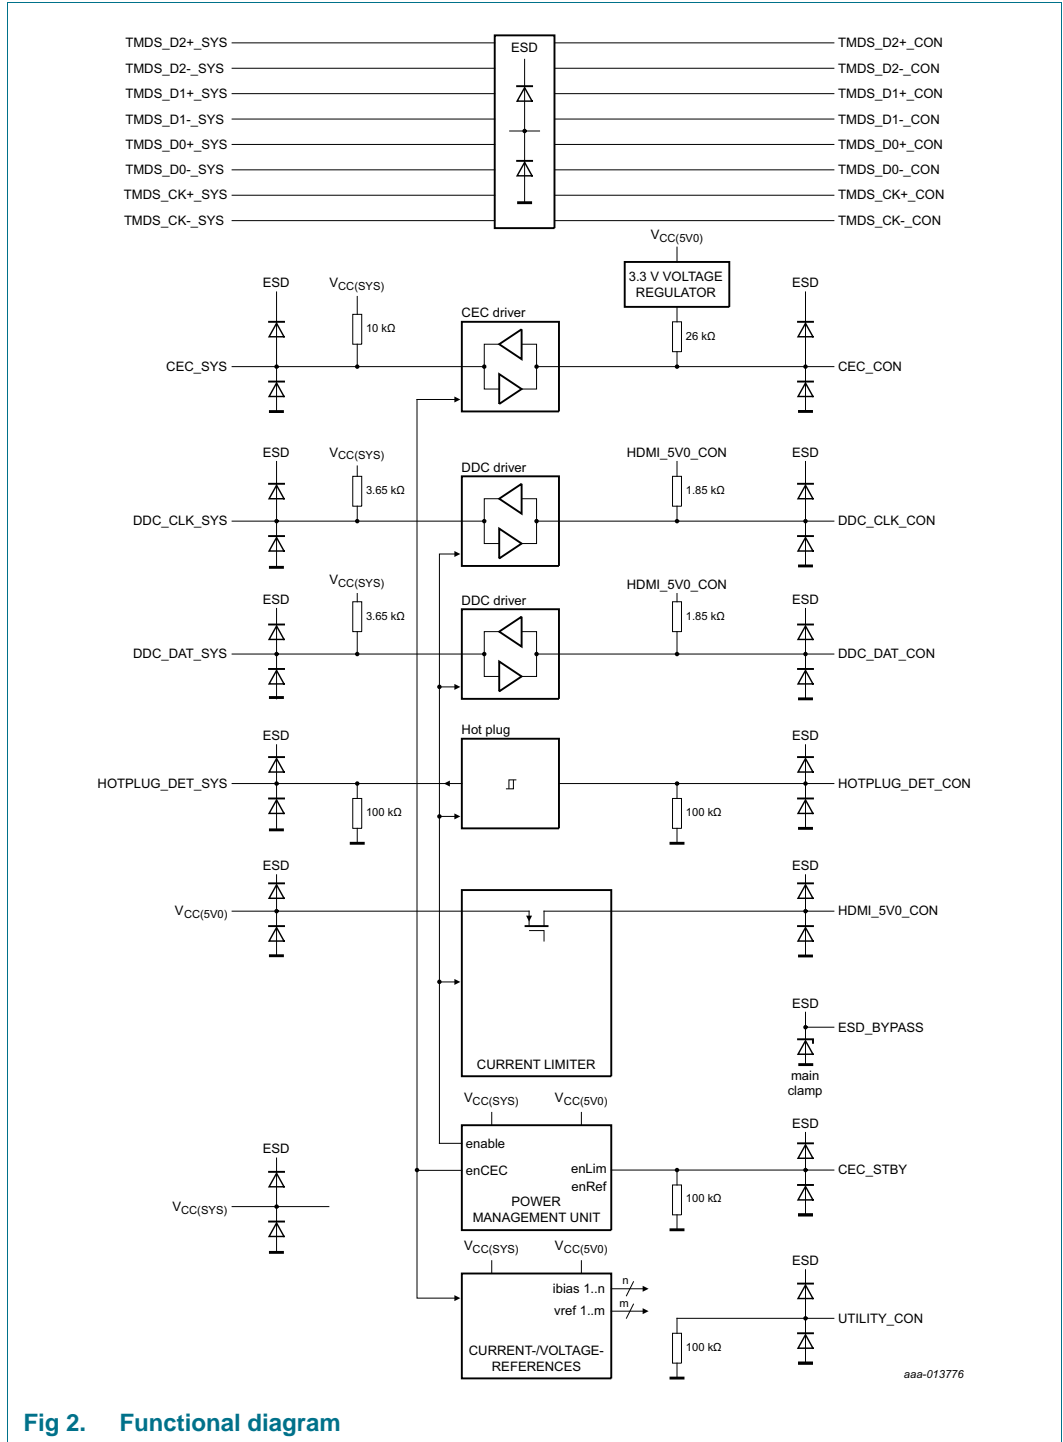 TMDS_D2+_SYS ESD TMDS_D2+_CON
TMDS_D2-_SYS TMDS_D2-_CON
TMDS_D1+_SYS TMDS_D1+_CON
TMDS_D1-_SYS TMDS_D1-_CON
TMDS_D0+_SYS TMDS_D0+_CON
TMDS_D0-_SYS TMDS_D0-_CON
TMDS_CK+_SYS TMDS_CK+_CON
TMDS_CK-_SYS TMDS_CK-_CON
VCC(5V0)
3.3 V VOLTAGE
REGULATOR
ESD VCC(SYS) ESD
CEC driver
10 kΩ 26 kΩ
CEC_SYS CEC_CON
ESD VCC(SYS) HDMI_5V0_CON ESD
DDC driver
3.65 kΩ 1.85 kΩ
DDC_CLK_SYS DDC_CLK_CON
VCC(SYS) HDMI_5V0_CON
ESD DDC driver ESD
3.65 kΩ 1.85 kΩ
DDC_DAT_SYS DDC_DAT_CON
ESD Hot plug ESD
HOTPLUG_DET_SYS HOTPLUG_DET_CON
100 kΩ 100 kΩ
ESD ESD
VCC(5V0) HDMI_5V0_CON
ESD
ESD_BYPASS
CURRENT LIMITER
main
clamp
VCC(SYS) VCC(5V0)
ESD
enable
ESD
enCEC enLim CEC_STBY
enRef
100 kΩ
POWER
MANAGEMENT UNIT
VCC(SYS)
VCC(SYS) VCC(5V0)
ESD
ibias 1..n n
vref 1..m m
UTILITY_CON
100 kΩ
CURRENT-/VOLTAGE-
REFERENCES
aaa-013776
Fig 2. Functional diagram